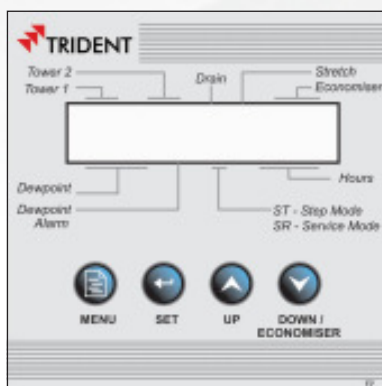 TRIDENT
Tower 2
Tower 1
Drain
Stretch
Economiser
Dewpoint
Dewpoint
Alarm
Hours
ST - Step Mode
SR - Service Mode
MENU
SET
UP
DOWN /
ECONOMISER